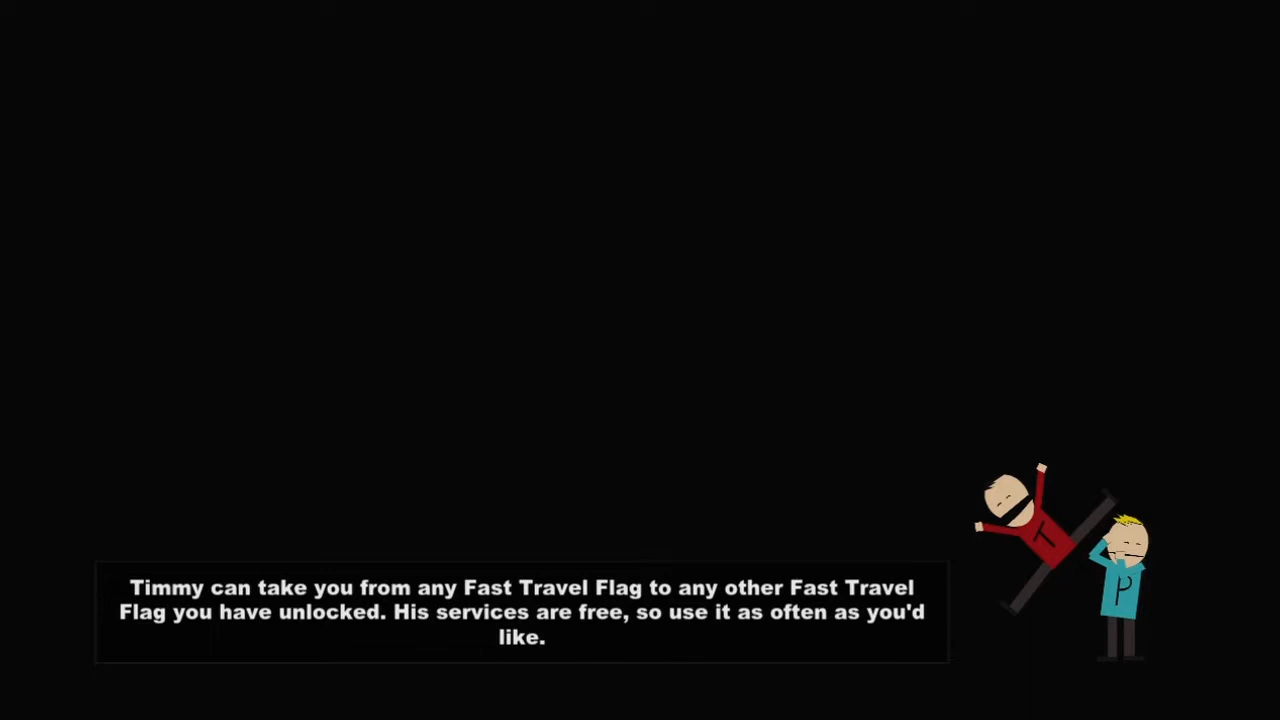 Timmy can take you from any Fast Travel Flag to any other Fast Travel
Flag you have unlocked. His services are free, so use it as often as you'd
like.
T
P